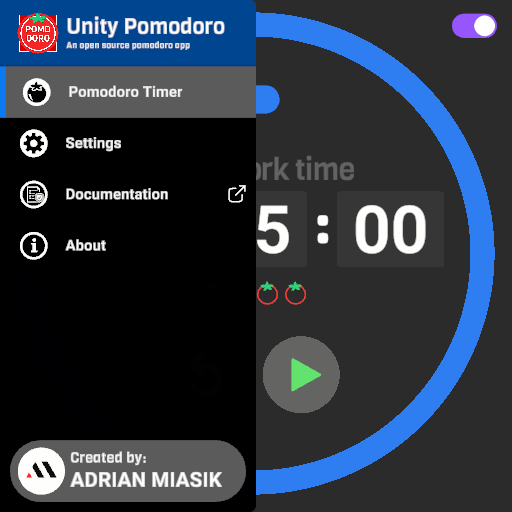 POMO
DORO
Unity Pomodoro
An open source pomodoro app
Pomodoro Timer
Settings
Documentation
About
ork time
5 : 00
Created by:
ADRIAN MIASIK